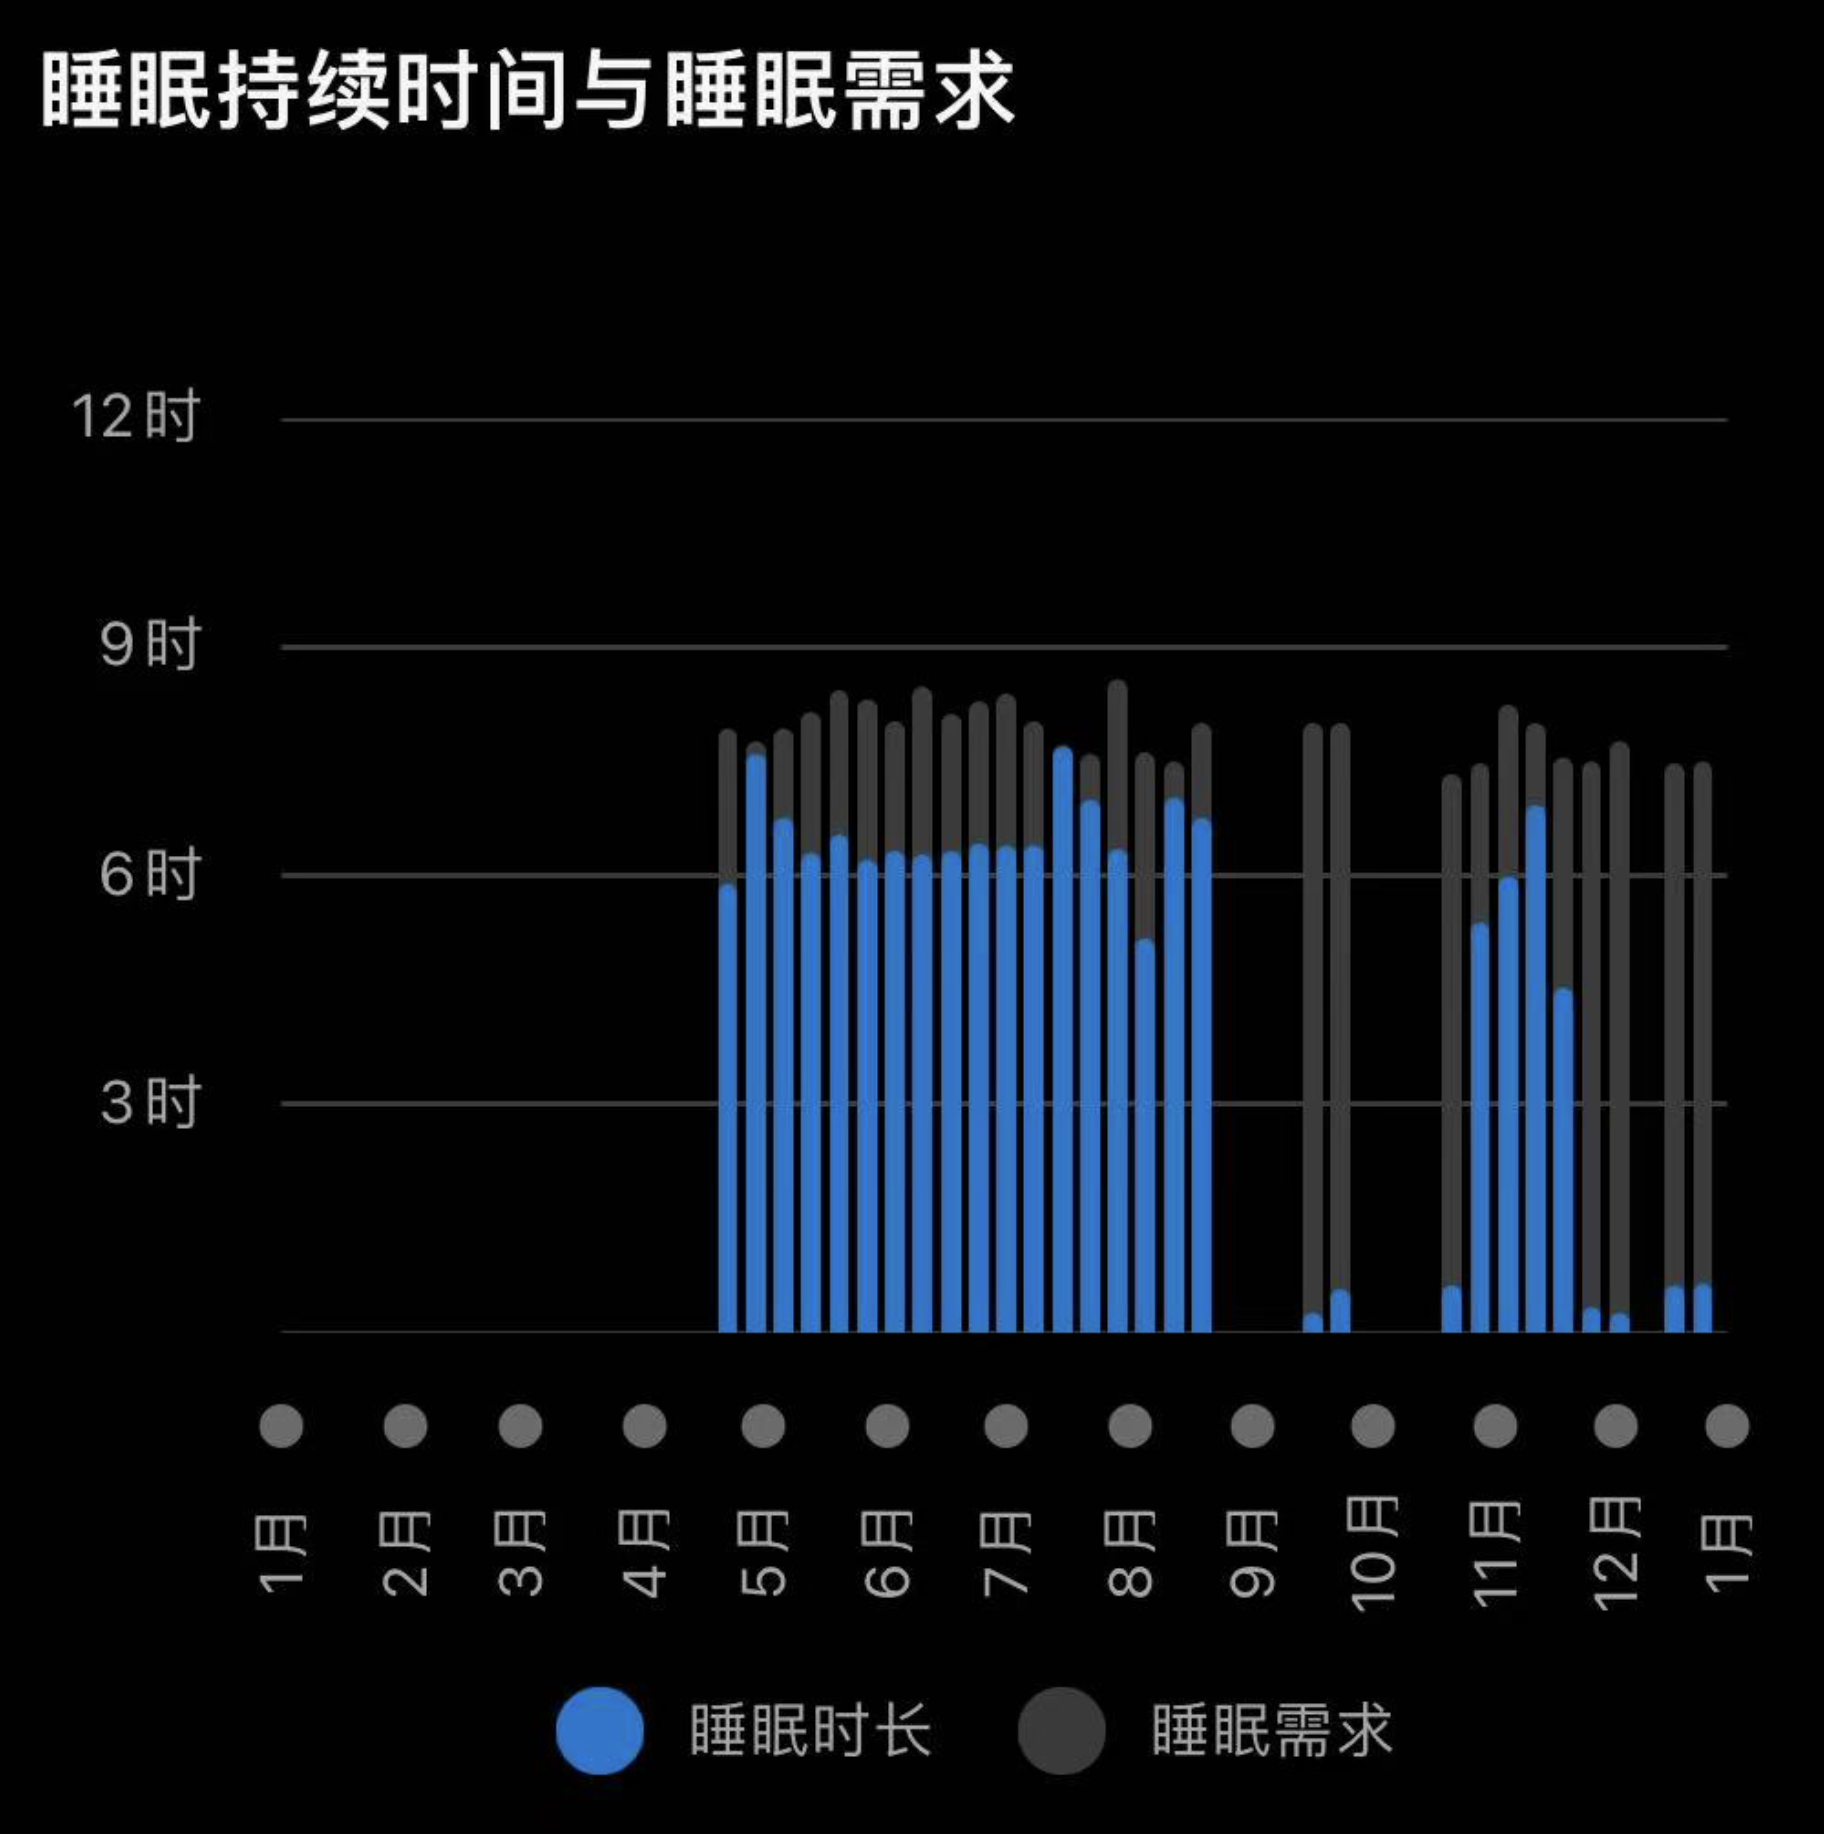 睡眠持续时间与睡眠需求
12时
9时
6时
3时
1月
2月
3月
4月
5月
6月
7月
8月
9月
10月
11月
12月
1月
睡眠时长
睡眠需求